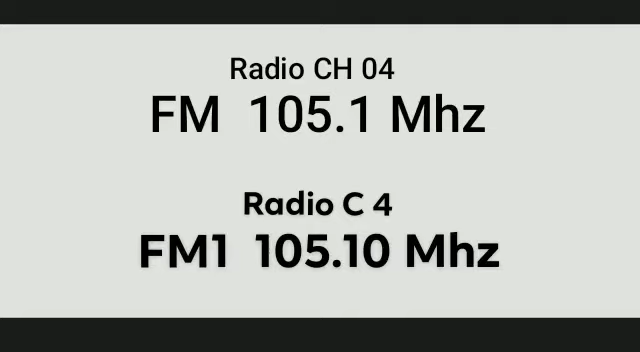 Radio CH 04
FM 105.1 Mhz
Radio C 4
FM1 105.10 Mhz